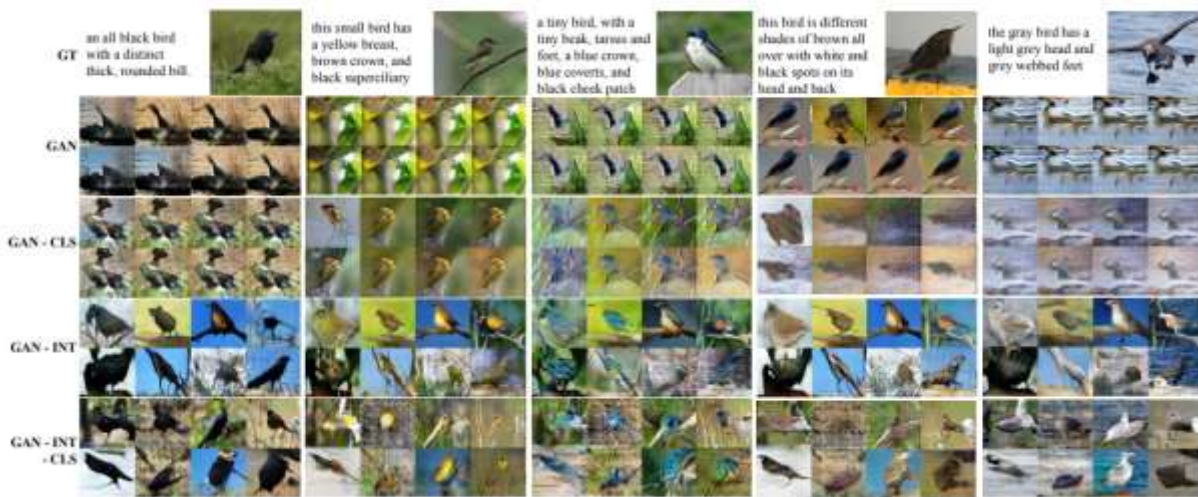 GT
an all black bird
with a distinct
thick, rounded bill.
this small bird has
a yellow breast,
brown crown, and
black superciliary
a tiny bird, with a
tiny beak, tarsus and
feet, a blue crown,
blue coverts, and
black cheek patch
this bird is different
shades of brown all
over with white and
black spots on its
head and back
the gray bird has a
light grey head and
grey webbed feet
GAN
GAN - CLS
GAN - INT
GAN - INT
- CLS